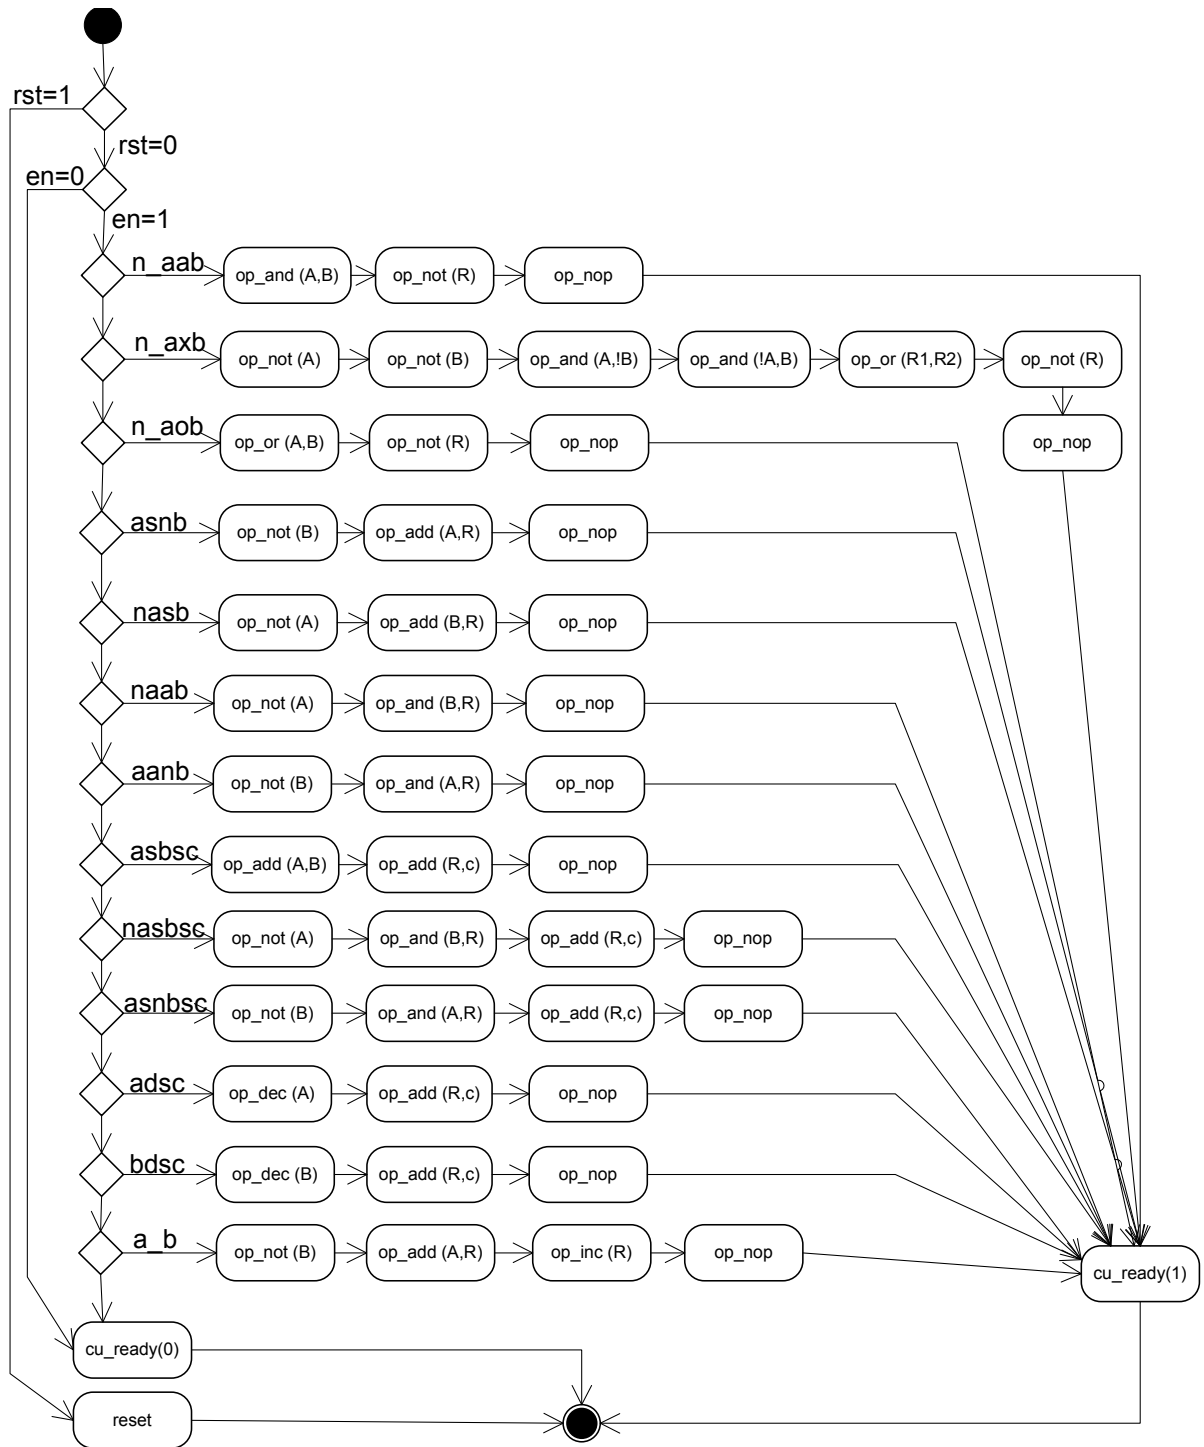 rst=1
rst=0
en=0
en=1
n_aab op_and (A,B) op_not (R) op_nop
n_axb op_not (A) op_not (B) op_and (A,!B) op_and (!A,B) op_or (R1,R2) op_not (R)
op_nop
n_aob op_or (A,B) op_not (R) op_nop
asnb op_not (B) op_add (A,R) op_nop
nasb op_not (A) op_add (B,R) op_nop
naab op_not (A) op_and (B,R) op_nop
aanb op_not (B) op_and (A,R) op_nop
asbsc op_add (A,B) op_add (R,c) op_nop
nasbsc op_not (A) op_and (B,R) op_add (R,c) op_nop
asnbsc op_not (B) op_and (A,R) op_add (R,c) op_nop
adsc op_dec (A) op_add (R,c) op_nop
bdsc op_dec (B) op_add (R,c) op_nop
a_b op_not (B) op_add (A,R) op_inc (R) op_nop
cu_ready(1)
cu_ready(0)
reset